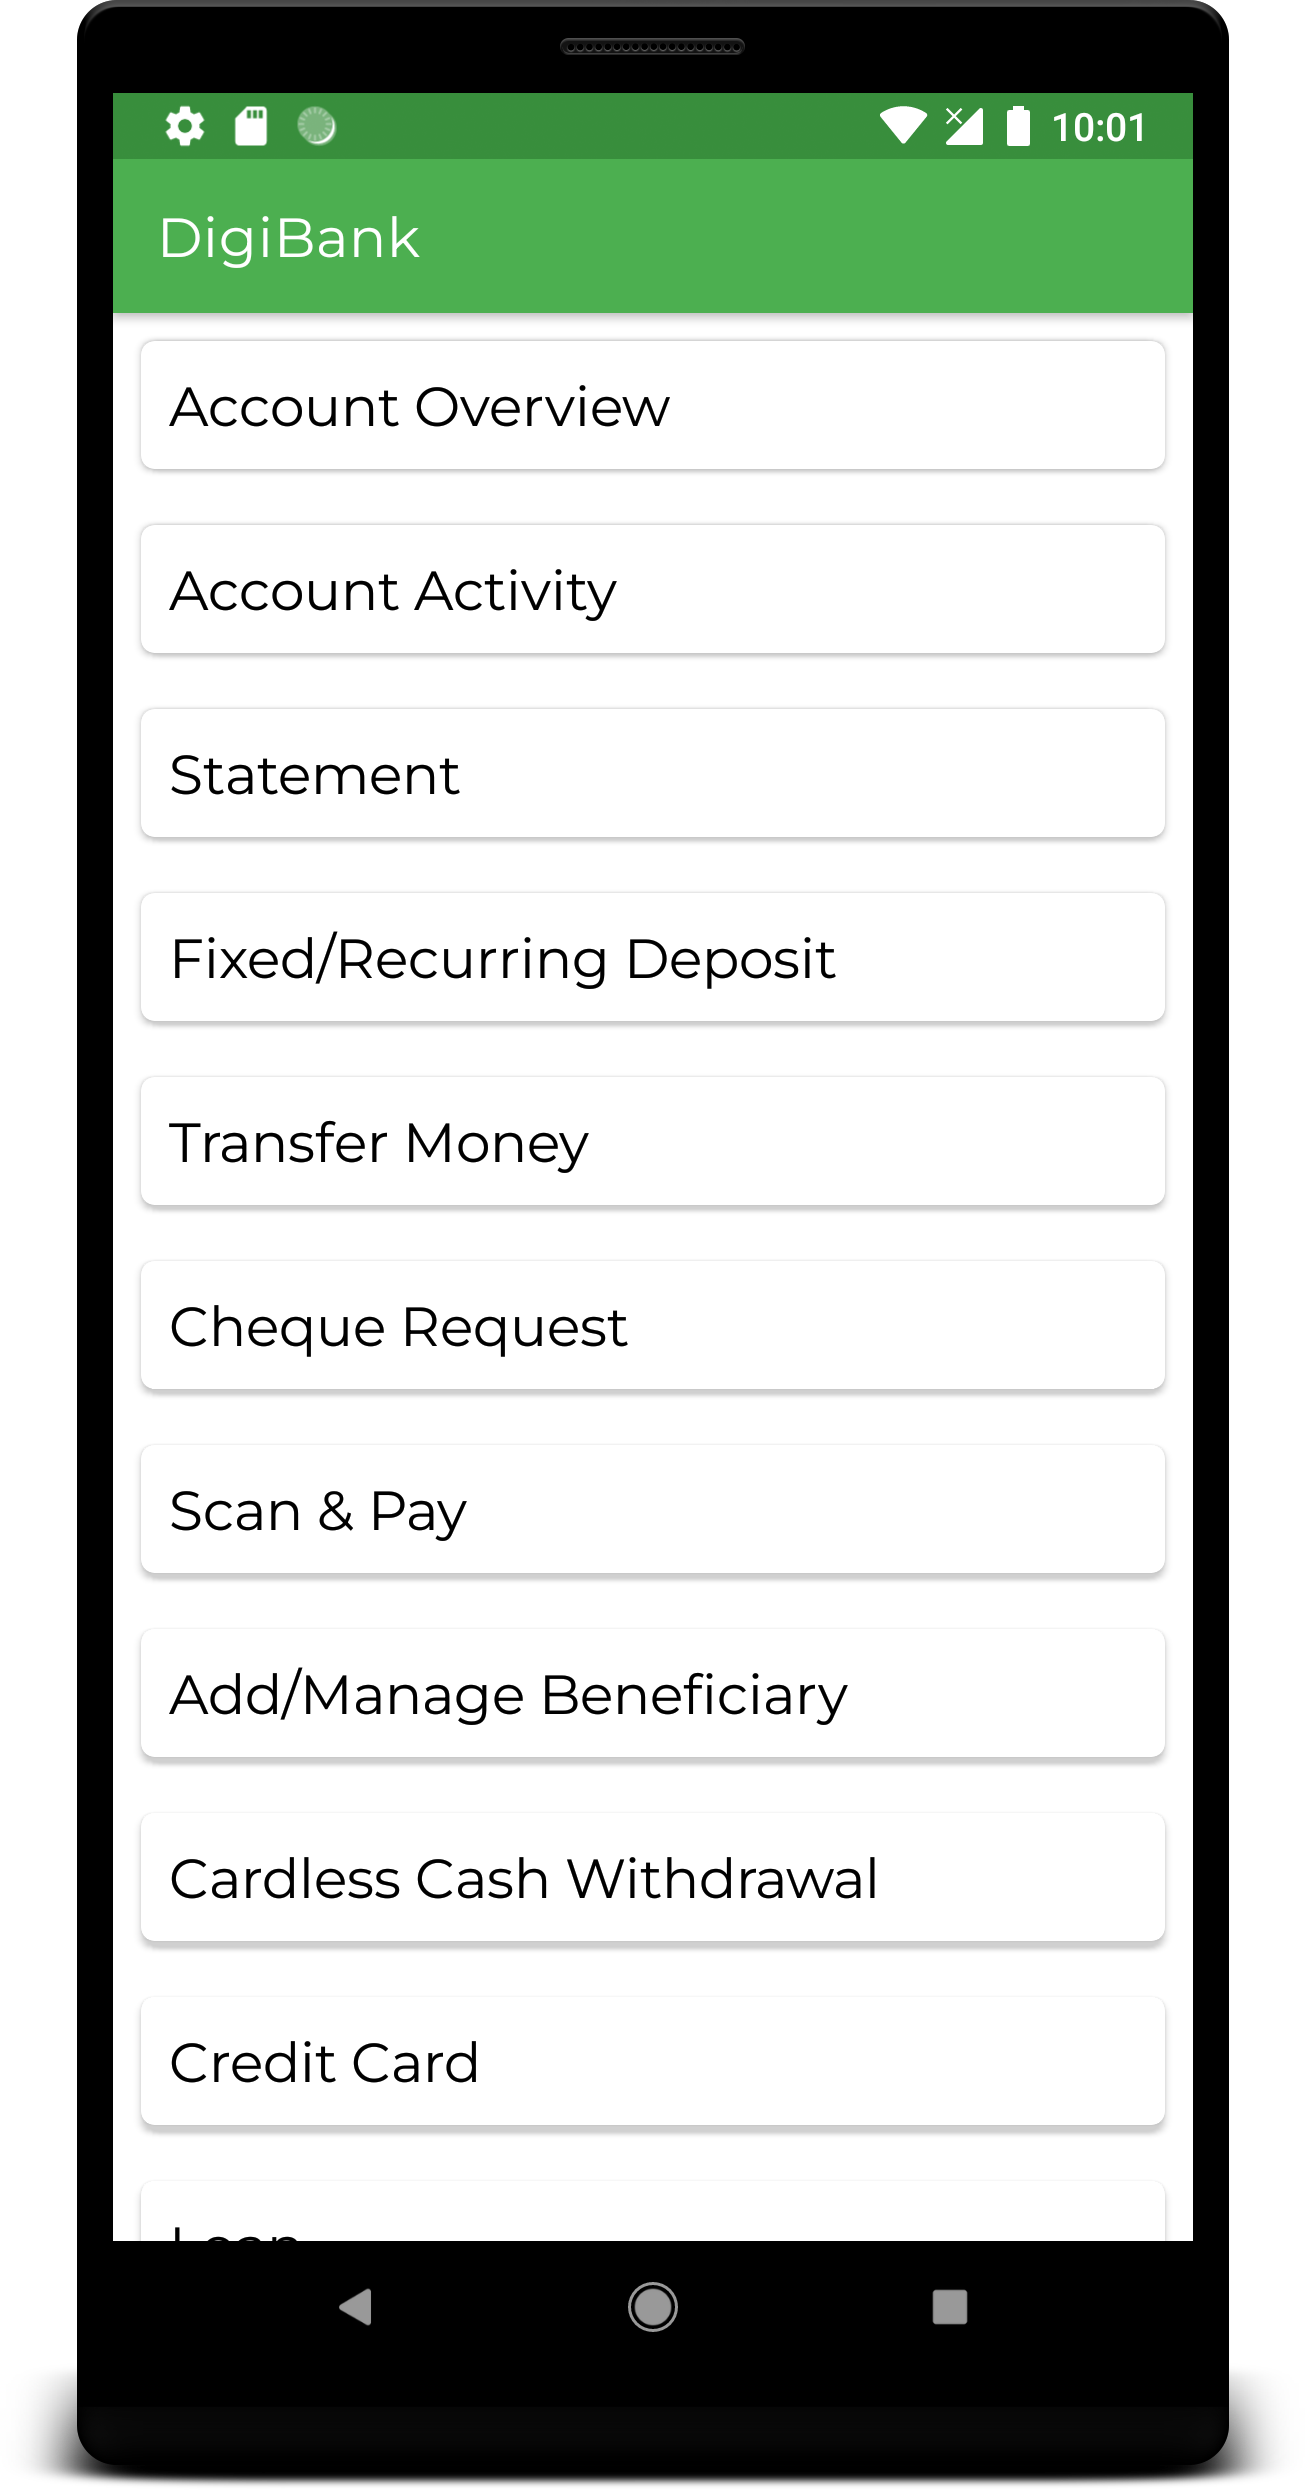 10:01
DigiBank
Account Overview
Account Activity
Statement
Fixed/Recurring Deposit
Transfer Money
Cheque Request
Scan & Pay
Add/Manage Beneficiary
Cardless Cash Withdrawal
Credit Card
Loan